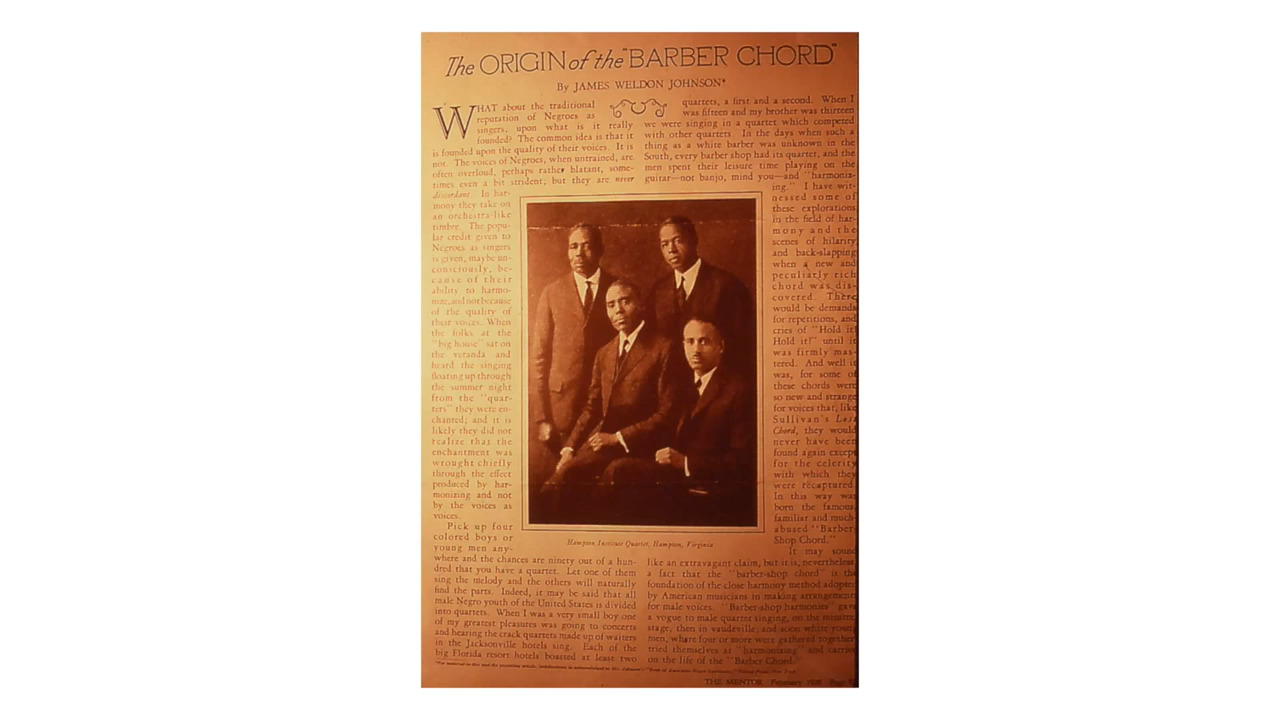 The ORIGIN of the "BARBER CHORD"
By JAMES WELDON JOHNSON*
WHAT about the traditional
reputation of Negroes as
singers, upon what is it really
founded? The common idea is that it
is founded upon the quality of their voices. It is
not. The voices of Negroes, when untrained, are
often overloud, perhaps rather blatant, some-
times even a bit strident; but they are never
discordant. In har-
mony they take on
an orchestra-like
timbre. The popu-
lar credit given to
Negroes as singers
is given, maybe un-
consciously, be-
cause of their
ability to harmo-
nize, and not because
of the quality of
their voices. When
the folks at the
"big house" sat on
the veranda and
heard the singing
floating up through
the summer night
from the "quar-
ters" they were en-
chanted; and it is
likely they did not
realize that the
enchantment was
wrought chiefly
through the effect
produced by har-
monizing and not
by the voices as
voices.
Pick up four
colored boys or
young men any-
where and the chances are ninety out of a hun-
dred that you have a quartet. Let one of them
sing the melody and the others will naturally
find the parts. Indeed, it may be said that all
male Negro youth of the United States is divided
into quartets. When I was a very small boy one
of my greatest pleasures was going to concerts
and hearing the crack quartets made up of waiters
in the Jacksonville hotels sing. Each of the
big Florida resort hotels boasted at least two
quartets, a first and a second. When I
was fifteen and my brother was thirteen
we were singing in a quartet which competed
with other quartets. In the days when such a
thing as a white barber was unknown in the
South, every barber shop had its quartet, and the
men spent their leisure time playing on the
guitar—not banjo, mind you—and "harmoniz-
ing." I have wit-
nessed some of
these explorations
in the field of har-
mony and the
scenes of hilarity
and back-slapping
when a new and
peculiarly rich
chord was dis-
covered. There
would be demands
for repetitions, and
cries of "Hold it!
Hold it!" until it
was firmly mas-
tered. And well it
was, for some of
these chords were
so new and strange
for voices that, like
Sullivan's Lost
Chord, they would
never have been
found again except
for the celerity
with which they
were recaptured.
In this way was
born the famous,
familiar and much-
abused "Barber
Shop Chord."
It may sound
like an extravagant claim, but it is, nevertheless
a fact that the "barber-shop chord" is the
foundation of the close harmony method adopted
by American musicians in making arrangements
for male voices. "Barber-shop harmonies" gave
a vogue to male quartet singing, on the minstrel
stage, then in vaudeville; and soon white young
men, where four or more were gathered together
tried themselves at "harmonizing" and carried
on the life of the "Barber Chord."
Hampton Institute Quartet, Hampton, Virginia
THE MENTOR February Page